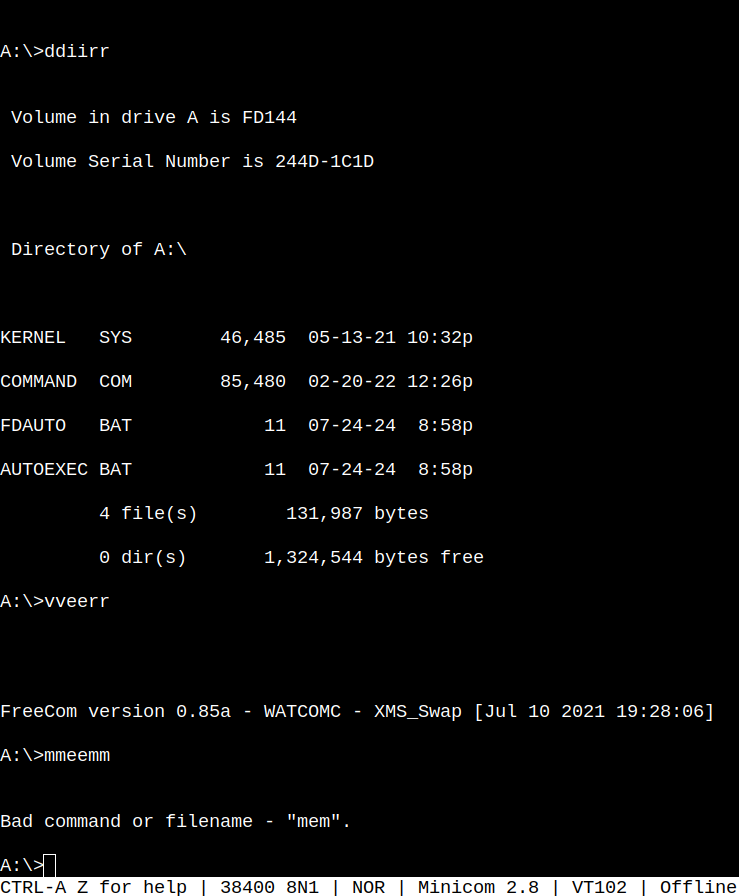 A:\>ddiirr
 Volume in drive A is FD144
 Volume Serial Number is 244D-1C1D
 Directory of A:\
KERNEL   SYS        46,485  05-13-21 10:32p
COMMAND  COM        85,480  02-20-22 12:26p
FDAUTO   BAT            11  07-24-24  8:58p
AUTOEXEC BAT            11  07-24-24  8:58p
         4 file(s)        131,987 bytes
         0 dir(s)       1,324,544 bytes free
A:\>vveerr
FreeCom version 0.85a - WATCOMC - XMS_Swap [Jul 10 2021 19:28:06]
A:\>mmeemm
Bad command or filename - "mem".
A:\>
CTRL-A Z for help | 38400 8N1 | NOR | Minicom 2.8 | VT102 | Offline